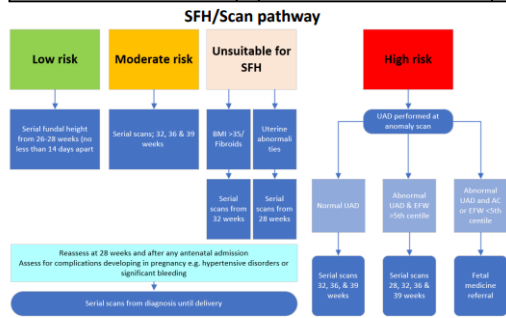 SFH/Scan pathway
Low risk
Moderate risk
Unsuitable for
SFH
High risk
Serial fundal height
from 26-28 weeks (no
less than 14 days apart
Serial scans; 32, 36 & 39
weeks
BMI >35/
Fibroids
Uterine
abnormali
ties
UAD performed at
anomaly scan
Serial scans
from 32
weeks
Serial scans
from 28
weeks
Normal UAD
Abnormal
UAD & EFW
>5th centile
Abnormal
UAD and AC
or EFW <5th
centile
Reassess at 28 weeks and after any antenatal admission
Assess for complications developing in pregnancy e.g. hypertensive disorders or
significant bleeding
Serial scans from diagnosis until delivery
Serial scans
32, 36, & 39
weeks
Serial scans
28, 32, 36 &
39 weeks
Fetal
medicine
referral